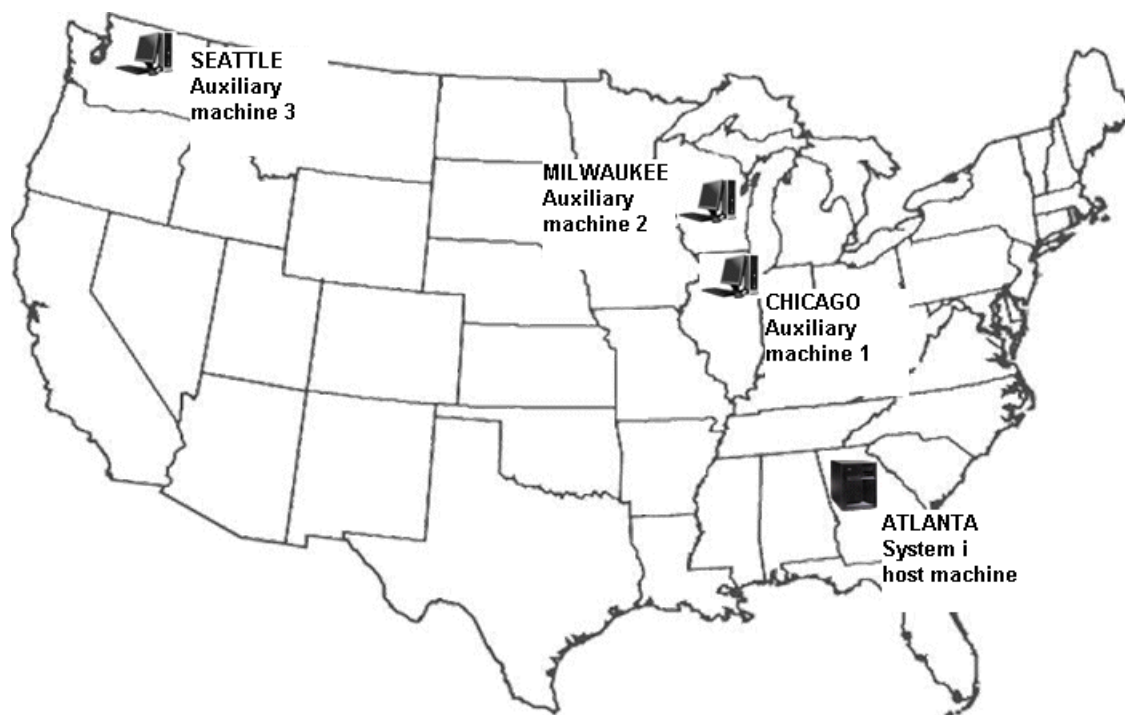 SEATTLE
Auxiliary
machine 3
MILWAUKEE
Auxiliary
machine 2
CHICAGO
Auxiliary
machine 1
ATLANTA
System i
host machine